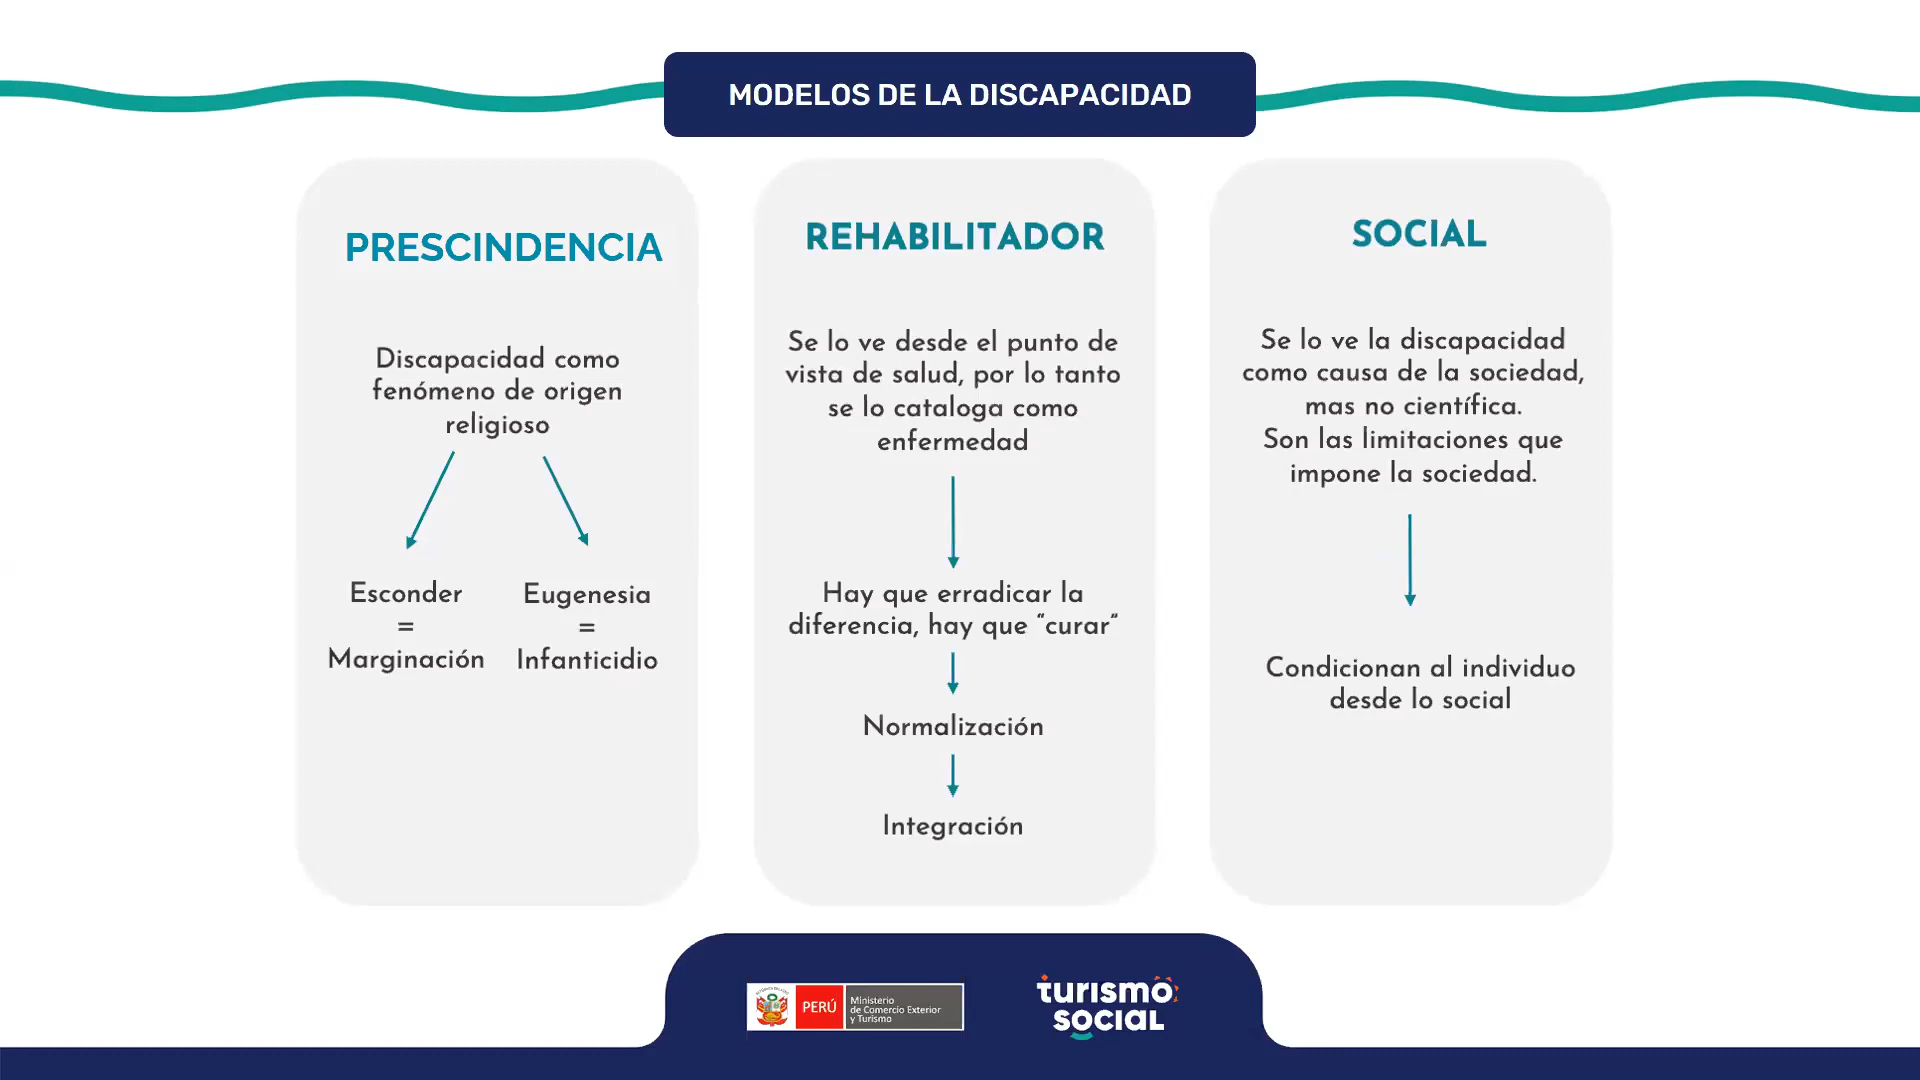 MODELOS DE LA DISCAPACIDAD
PRESCINDENCIA
Discapacidad como
fenómeno de origen
religioso
Esconder
=
Marginación
Eugenesia
=
Infanticidio
REHABILITADOR
Se lo ve desde el punto de
vista de salud, por lo tanto
se lo cataloga como
enfermedad
Hay que erradicar la
diferencia, hay que “curar”
Normalización
Integración
SOCIAL
Se lo ve la discapacidad
como causa de la sociedad,
mas no científica.
Son las limitaciones que
impone la sociedad.
Condicionan al individuo
desde lo social
PERÚ
Ministerio
de Comercio Exterior
y Turismo
turismo
social